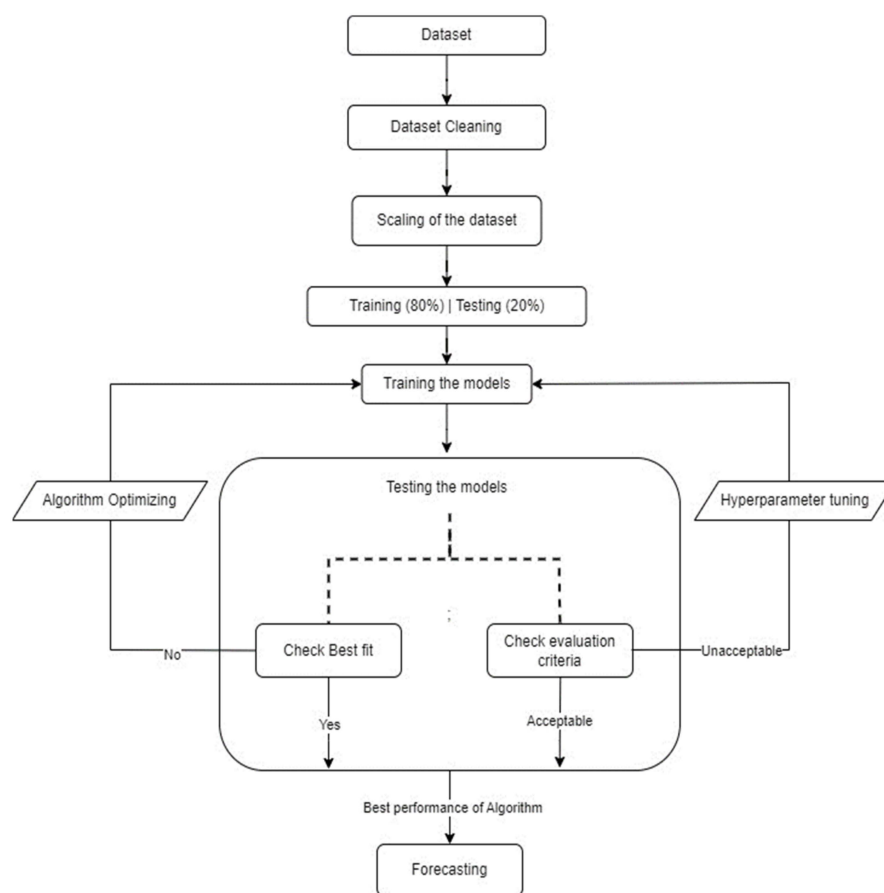 Dataset
Dataset Cleaning
Scaling of the dataset
Training (80%) | Testing (20%)
Training the models
Algorithm Optimizing
Testing the models
Hyperparameter tuning
;
No
Check Best fit
Check evaluation
criteria
Unacceptable
Yes
Acceptable
Best performance of Algorithm
Forecasting